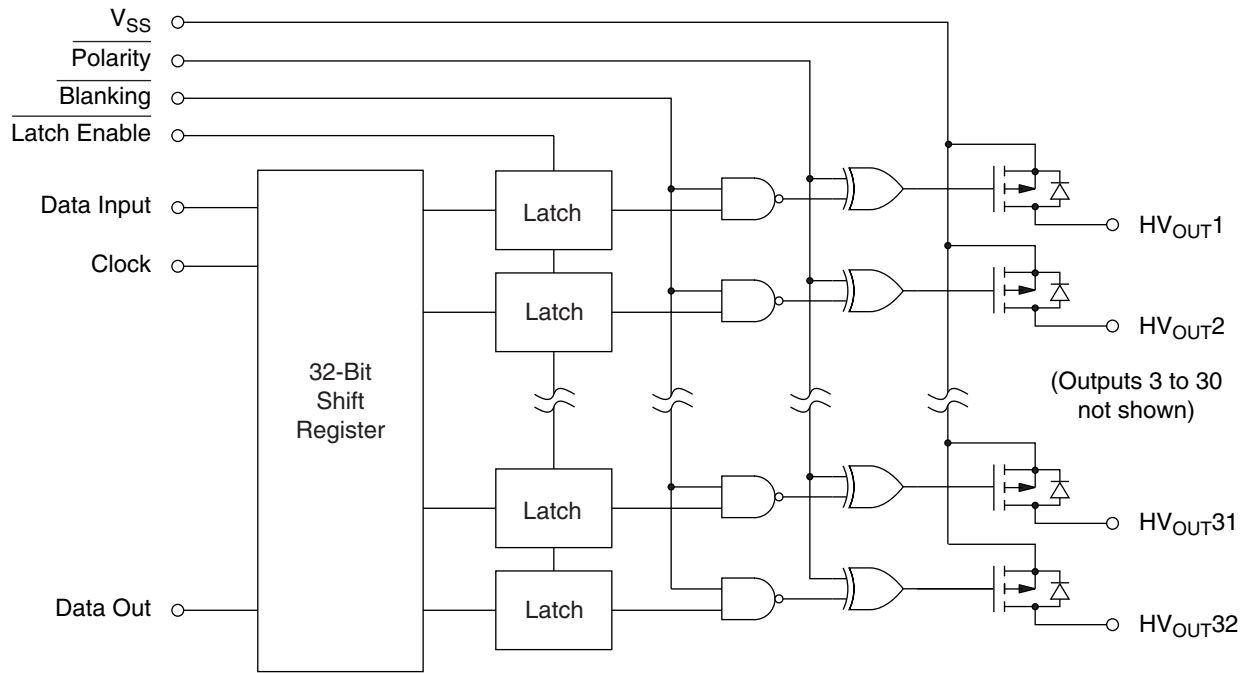 VSS
Polarity
Blanking
Latch Enable
Data Input
Clock
Data Out
32-Bit
Shift
Register
Latch
Latch
Latch
Latch
HVOUT1
HVOUT2
(Outputs 3 to 30
not shown)
HVOUT31
HVOUT32